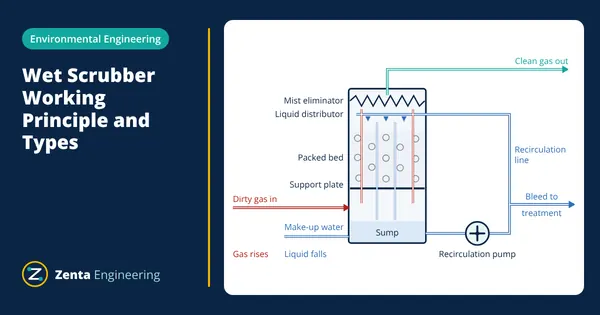 Environmental Engineering
Wet Scrubber
Working
Principle and
Types
Zenta Engineering
Clean gas out
Mist eliminator
Liquid distributor
Packed bed
Recirculation
line
Support plate
Dirty gas in
Bleed to
treatment
Make-up water
Sump
Gas rises
Liquid falls
Recirculation pump